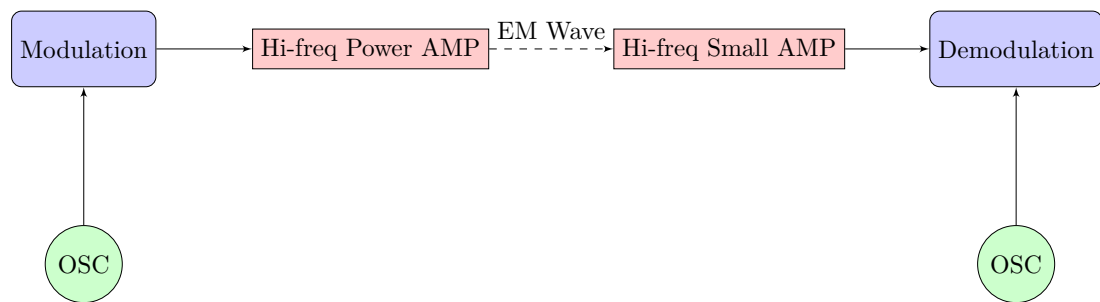 EM Wave
Modulation
Hi-freq Power AMP
Hi-freq Small AMP
Demodulation
OSC
OSC